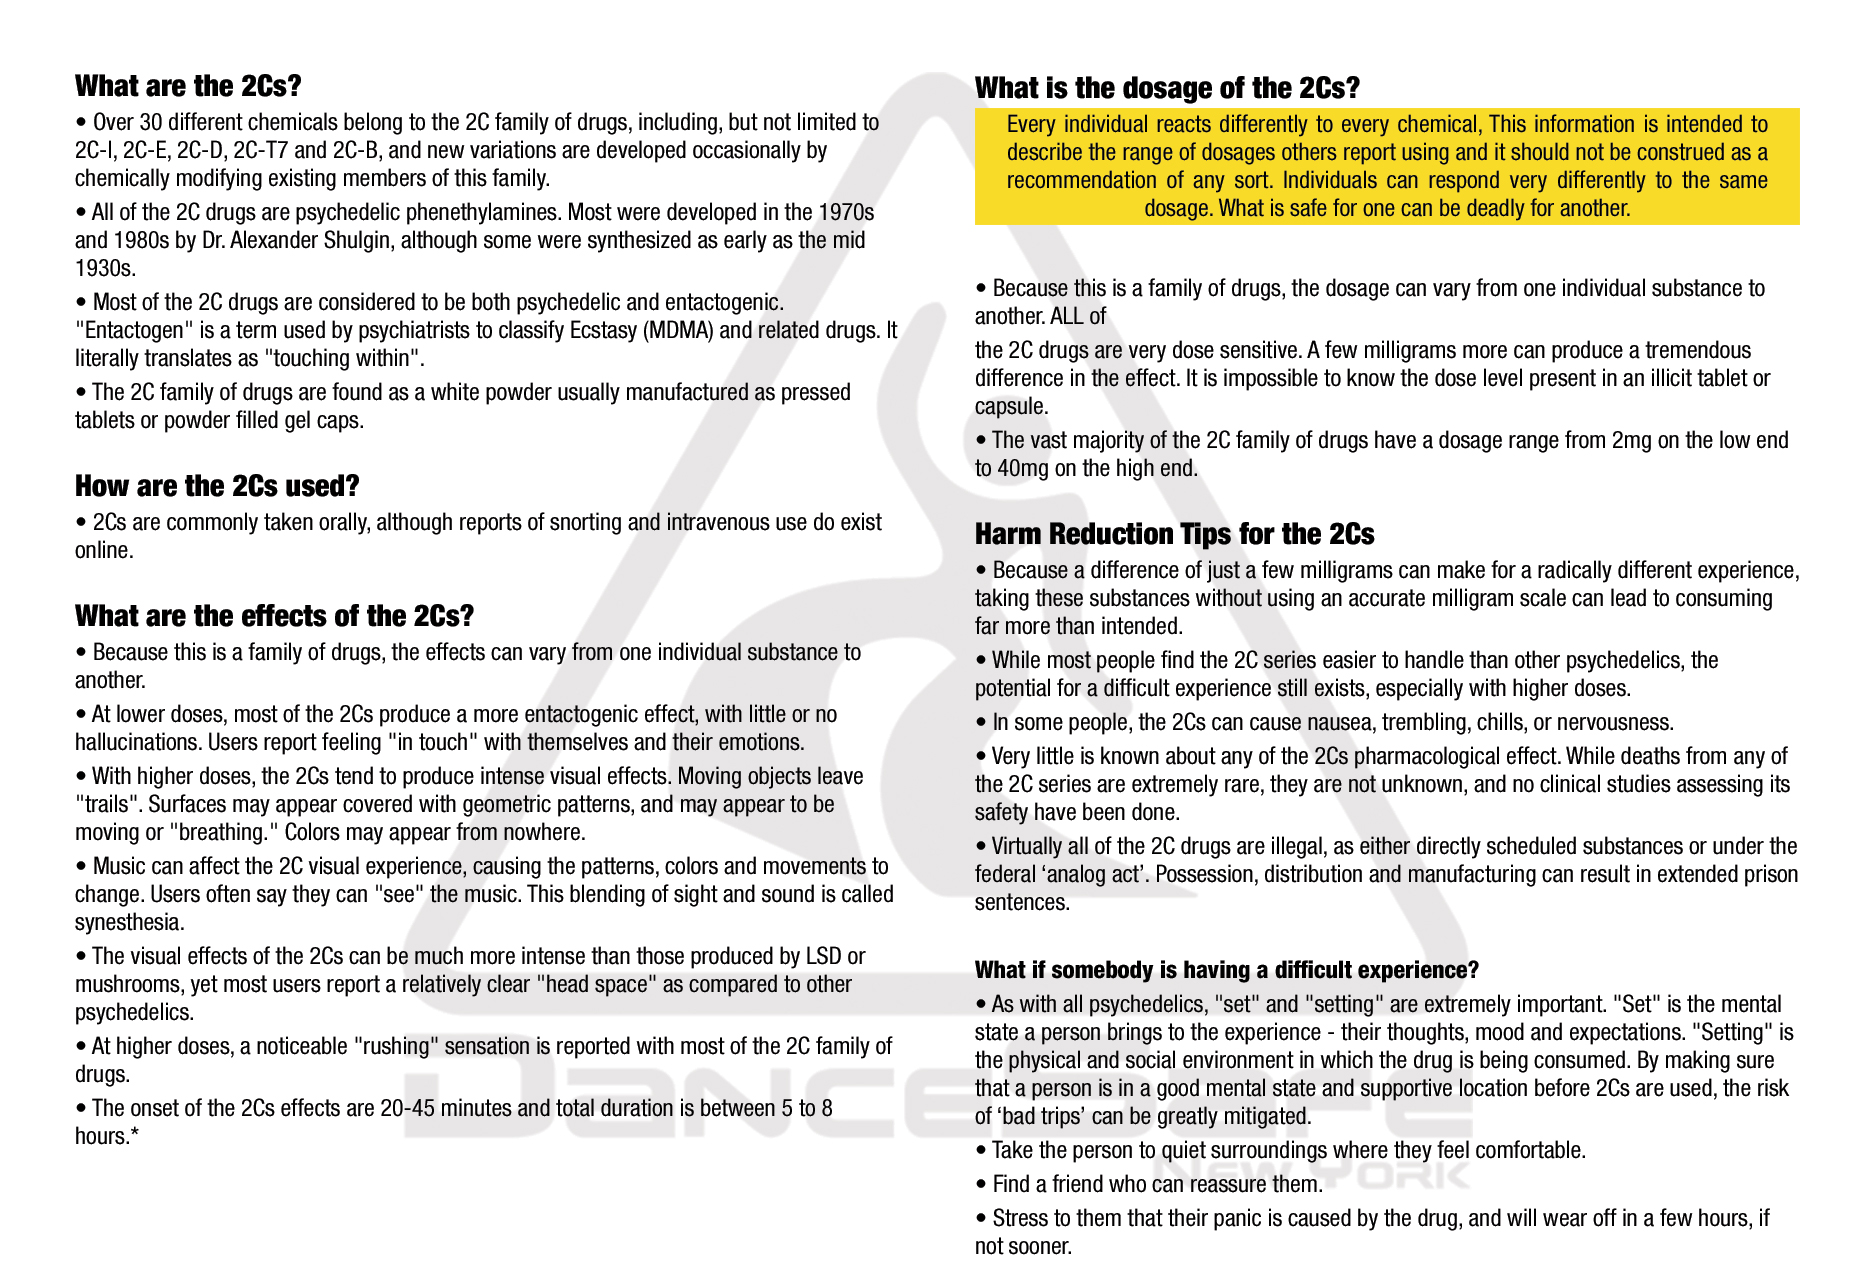 What are the 2Cs?
• Over 30 different chemicals belong to the 2C family of drugs, including, but not limited to
2C-I, 2C-E, 2C-D, 2C-T7 and 2C-B, and new variations are developed occasionally by
chemically modifying existing members of this family.
• All of the 2C drugs are psychedelic phenethylamines. Most were developed in the 1970s
and 1980s by Dr. Alexander Shulgin, although some were synthesized as early as the mid
1930s.
• Most of the 2C drugs are considered to be both psychedelic and entactogenic.
"Entactogen" is a term used by psychiatrists to classify Ecstasy (MDMA) and related drugs. It
literally translates as "touching within".
• The 2C family of drugs are found as a white powder usually manufactured as pressed
tablets or powder filled gel caps.
How are the 2Cs used?
• 2Cs are commonly taken orally, although reports of snorting and intravenous use do exist
online.
What are the effects of the 2Cs?
• Because this is a family of drugs, the effects can vary from one individual substance to
another.
• At lower doses, most of the 2Cs produce a more entactogenic effect, with little or no
hallucinations. Users report feeling "in touch" with themselves and their emotions.
• With higher doses, the 2Cs tend to produce intense visual effects. Moving objects leave
"trails". Surfaces may appear covered with geometric patterns, and may appear to be
moving or "breathing." Colors may appear from nowhere.
• Music can affect the 2C visual experience, causing the patterns, colors and movements to
change. Users often say they can "see" the music. This blending of sight and sound is called
synesthesia.
• The visual effects of the 2Cs can be much more intense than those produced by LSD or
mushrooms, yet most users report a relatively clear "head space" as compared to other
psychedelics.
• At higher doses, a noticeable "rushing" sensation is reported with most of the 2C family of
drugs.
• The onset of the 2Cs effects are 20-45 minutes and total duration is between 5 to 8
hours.*
What is the dosage of the 2Cs?
Every individual reacts differently to every chemical, This information is intended to
describe the range of dosages others report using and it should not be construed as a
recommendation of any sort. Individuals can respond very differently to the same
dosage. What is safe for one can be deadly for another.
• Because this is a family of drugs, the dosage can vary from one individual substance to
another. ALL of
the 2C drugs are very dose sensitive. A few milligrams more can produce a tremendous
difference in the effect. It is impossible to know the dose level present in an illicit tablet or
capsule.
• The vast majority of the 2C family of drugs have a dosage range from 2mg on the low end
to 40mg on the high end.
Harm Reduction Tips for the 2Cs
• Because a difference of just a few milligrams can make for a radically different experience,
taking these substances without using an accurate milligram scale can lead to consuming
far more than intended.
• While most people find the 2C series easier to handle than other psychedelics, the
potential for a difficult experience still exists, especially with higher doses.
• In some people, the 2Cs can cause nausea, trembling, chills, or nervousness.
• Very little is known about any of the 2Cs pharmacological effect. While deaths from any of
the 2C series are extremely rare, they are not unknown, and no clinical studies assessing its
safety have been done.
• Virtually all of the 2C drugs are illegal, as either directly scheduled substances or under the
federal ‘analog act’. Possession, distribution and manufacturing can result in extended prison
sentences.
What if somebody is having a difficult experience?
• As with all psychedelics, "set" and "setting" are extremely important. "Set" is the mental
state a person brings to the experience - their thoughts, mood and expectations. "Setting" is
the physical and social environment in which the drug is being consumed. By making sure
that a person is in a good mental state and supportive location before 2Cs are used, the risk
of ‘bad trips’ can be greatly mitigated.
• Take the person to quiet surroundings where they feel comfortable.
• Find a friend who can reassure them.
• Stress to them that their panic is caused by the drug, and will wear off in a few hours, if
not sooner.
DanceSafe
New York